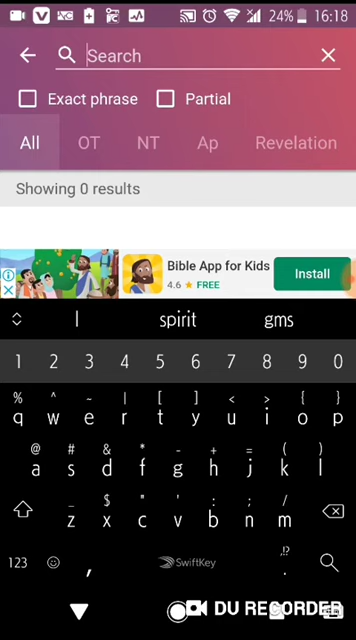 24% 16:18
Search
Exact phrase Partial
All OT NT Ap Revelation
Showing 0 results
Bible App for Kids
4.6 ★ FREE
Install
I spirit gms
1 2 3 4 5 6 7 8 9 0
% ^ ~ | [ ] < > { }
q w e r t y u i o p
@ # & * - + = ( )
a s d f g h j k l
_ $ " ' : ; /
z x c v b n m
123 , SwiftKey ,!? .
DU RECORDER